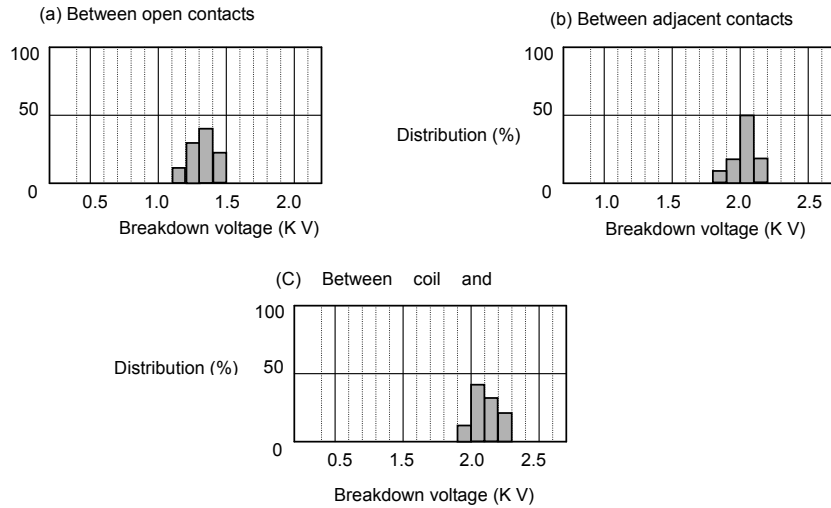 (a) Between open contacts
100
50
0
0.5 1.0 1.5 2.0
Breakdown voltage (K V)
(b) Between adjacent contacts
Distribution (%)
100
50
0
1.0 1.5 2.0 2.5
Breakdown voltage (K V)
(C) Between coil and
Distribution (%)
100
50
0
0.5 1.5 2.0 2.5
Breakdown voltage (K V)